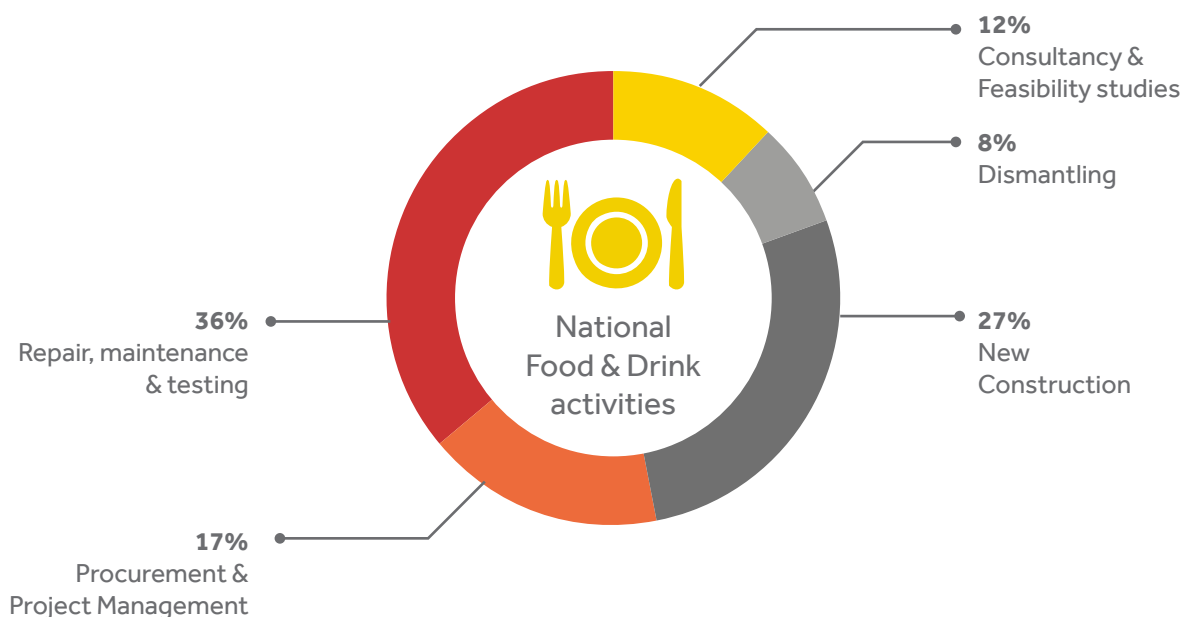 12%
Consultancy &
Feasibility studies
8%
Dismantling
27%
New
Construction
17%
Procurement &
Project Management
36%
Repair, maintenance
& testing
National
Food & Drink
activities